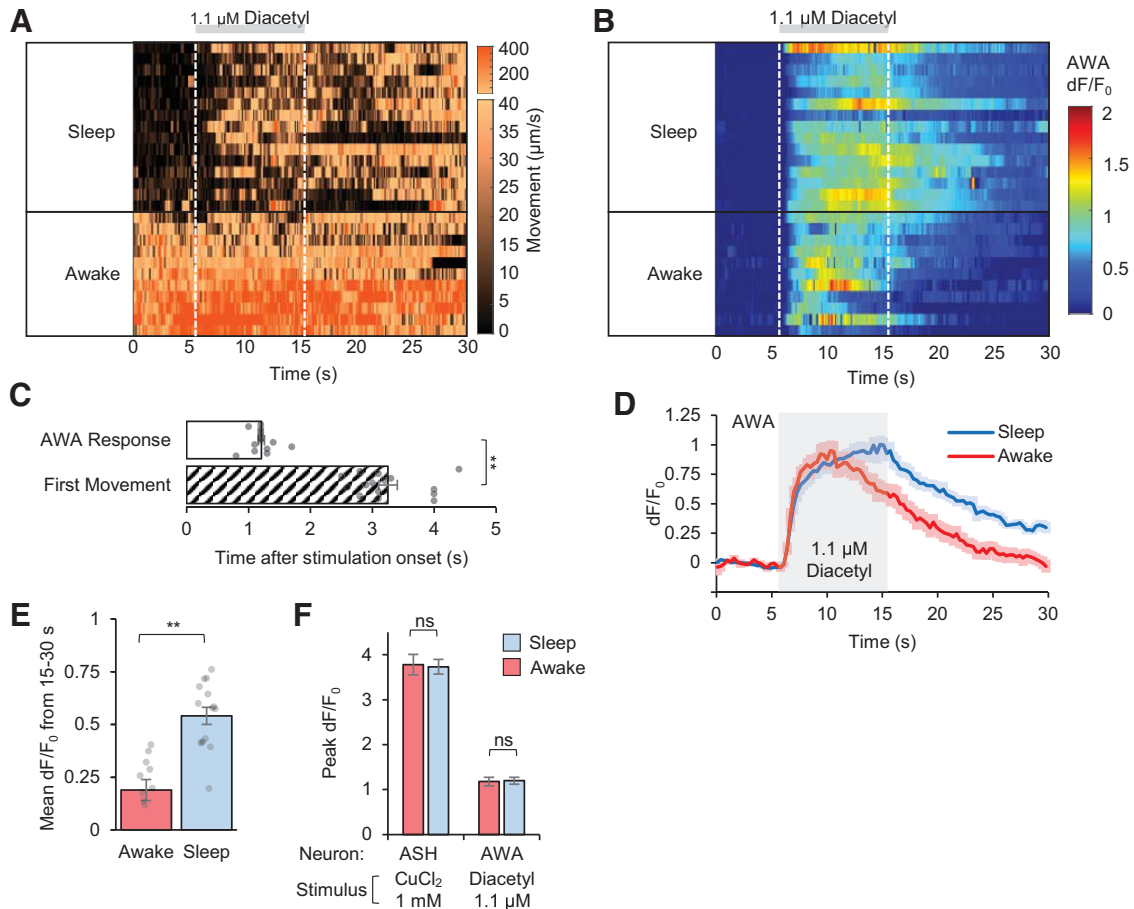 A
1.1 µM Diacetyl
Sleep
Awake
400
200
40
35
30
25
20
15
10
5
0
Movement (µm/s)
0 5 10 15 20 25 30
Time (s)
B
1.1 µM Diacetyl
AWA
dF/F0
Sleep
Awake
2
1.5
1
0.5
0
0 5 10 15 20 25 30
Time (s)
C
AWA Response
First Movement
**
0 1 2 3 4 5
Time after stimulation onset (s)
D
AWA
Sleep
Awake
1.25
1
0.75
0.5
0.25
0
dF/F0
1.1 µM
Diacetyl
0 5 10 15 20 25 30
Time (s)
E
Mean dF/F0 from 15-30 s
1
0.75
0.5
0.25
0
**
Awake Sleep
F
ns
ns
Sleep
Awake
Peak dF/F0
4
3
2
1
0
Neuron: ASH AWA
Stimulus CuCl2 Diacetyl
1 mM 1.1 µM